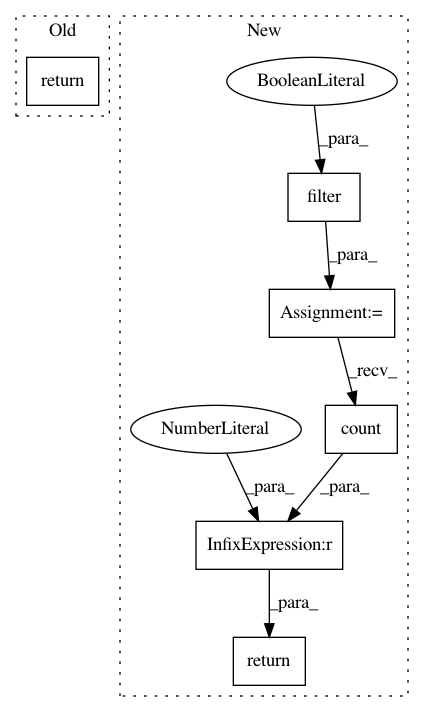 Old
New
return
BooleanLiteral
_para_
filter
_para_
Assignment:=
_recv_
NumberLiteral
count
_para_
_para_
InfixExpression:r
_para_
return